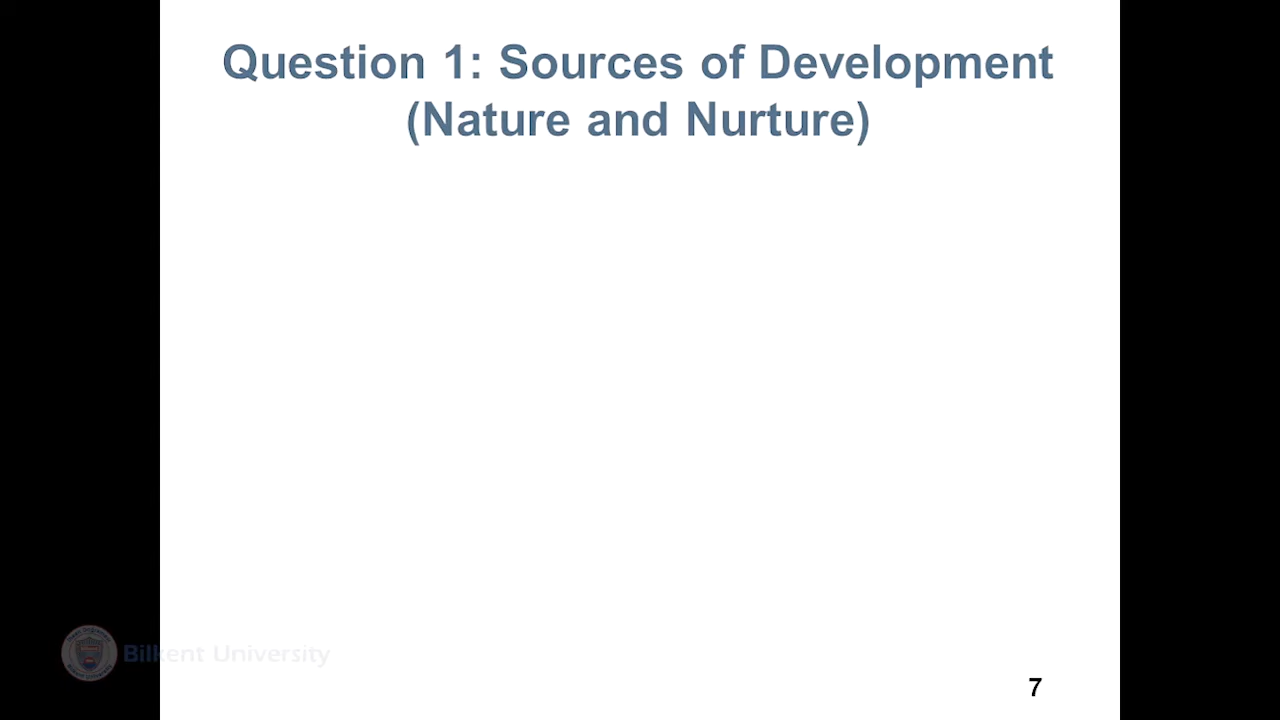 Question 1: Sources of Development
(Nature and Nurture)
Bilkent University
7